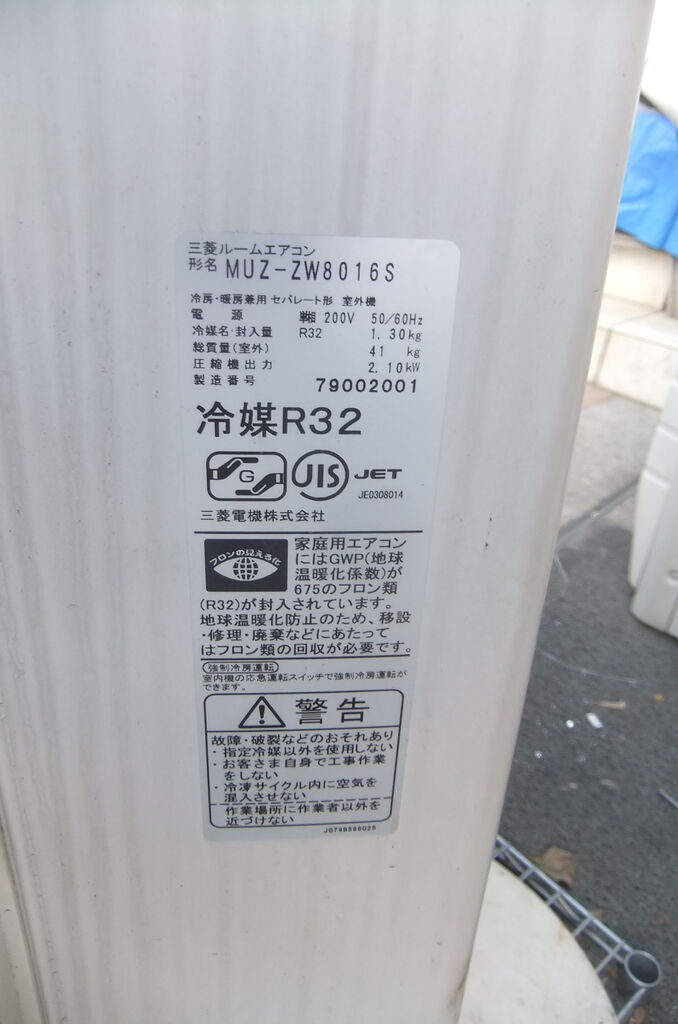 三菱ルームエアコン
形名 MUZ-ZW8016S
冷房・暖房兼用 セパレート形 室外機
電源 単相 200V 50/60Hz
冷媒名・封入量 R32 1.30kg
総質量(室外) 41 kg
圧縮機出力 2.10kW
製造番号 79002001
冷媒R32
G JIS JET
JE0308014
三菱電機株式会社
フロンの見える化
家庭用エアコン
にはGWP(地球
温暖化係数)が
675のフロン類
(R32)が封入されています。
地球温暖化防止のため、移設
・修理・廃棄などにあたって
はフロン類の回収が必要です。
強制冷房運転
室内機の応急運転スイッチで強制冷房運転が
できます。
警告
故障・破裂などのおそれあり
・指定冷媒以外を使用しない
・お客さま自身で工事作業
をしない
・冷凍サイクル内に空気を
混入させない
作業場所に作業者以外を
近づけない